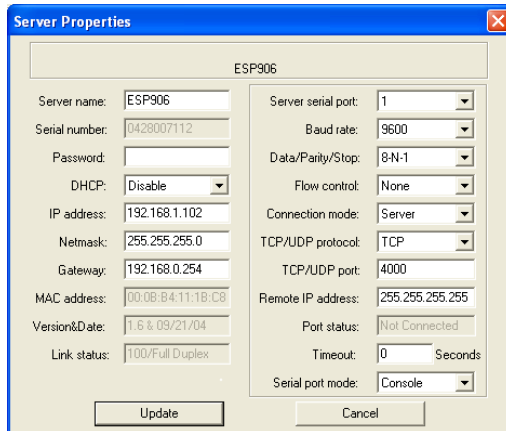 Server Properties
ESP906
Server name: ESP906
Serial number: 0428007112
Password:
DHCP: Disable
IP address: 192.168.1.102
Netmask: 255.255.255.0
Gateway: 192.168.0.254
MAC address: 00:0B:B4:11:1B:C8
Version&Date: 1.6 & 09/21/04
Link status: 100/Full Duplex
Server serial port: 1
Baud rate: 9600
Data/Parity/Stop: 8-N-1
Flow control: None
Connection mode: Server
TCP/UDP protocol: TCP
TCP/UDP port: 4000
Remote IP address: 255.255.255.255
Port status: Not Connected
Timeout: 0 Seconds
Serial port mode: Console
Update
Cancel